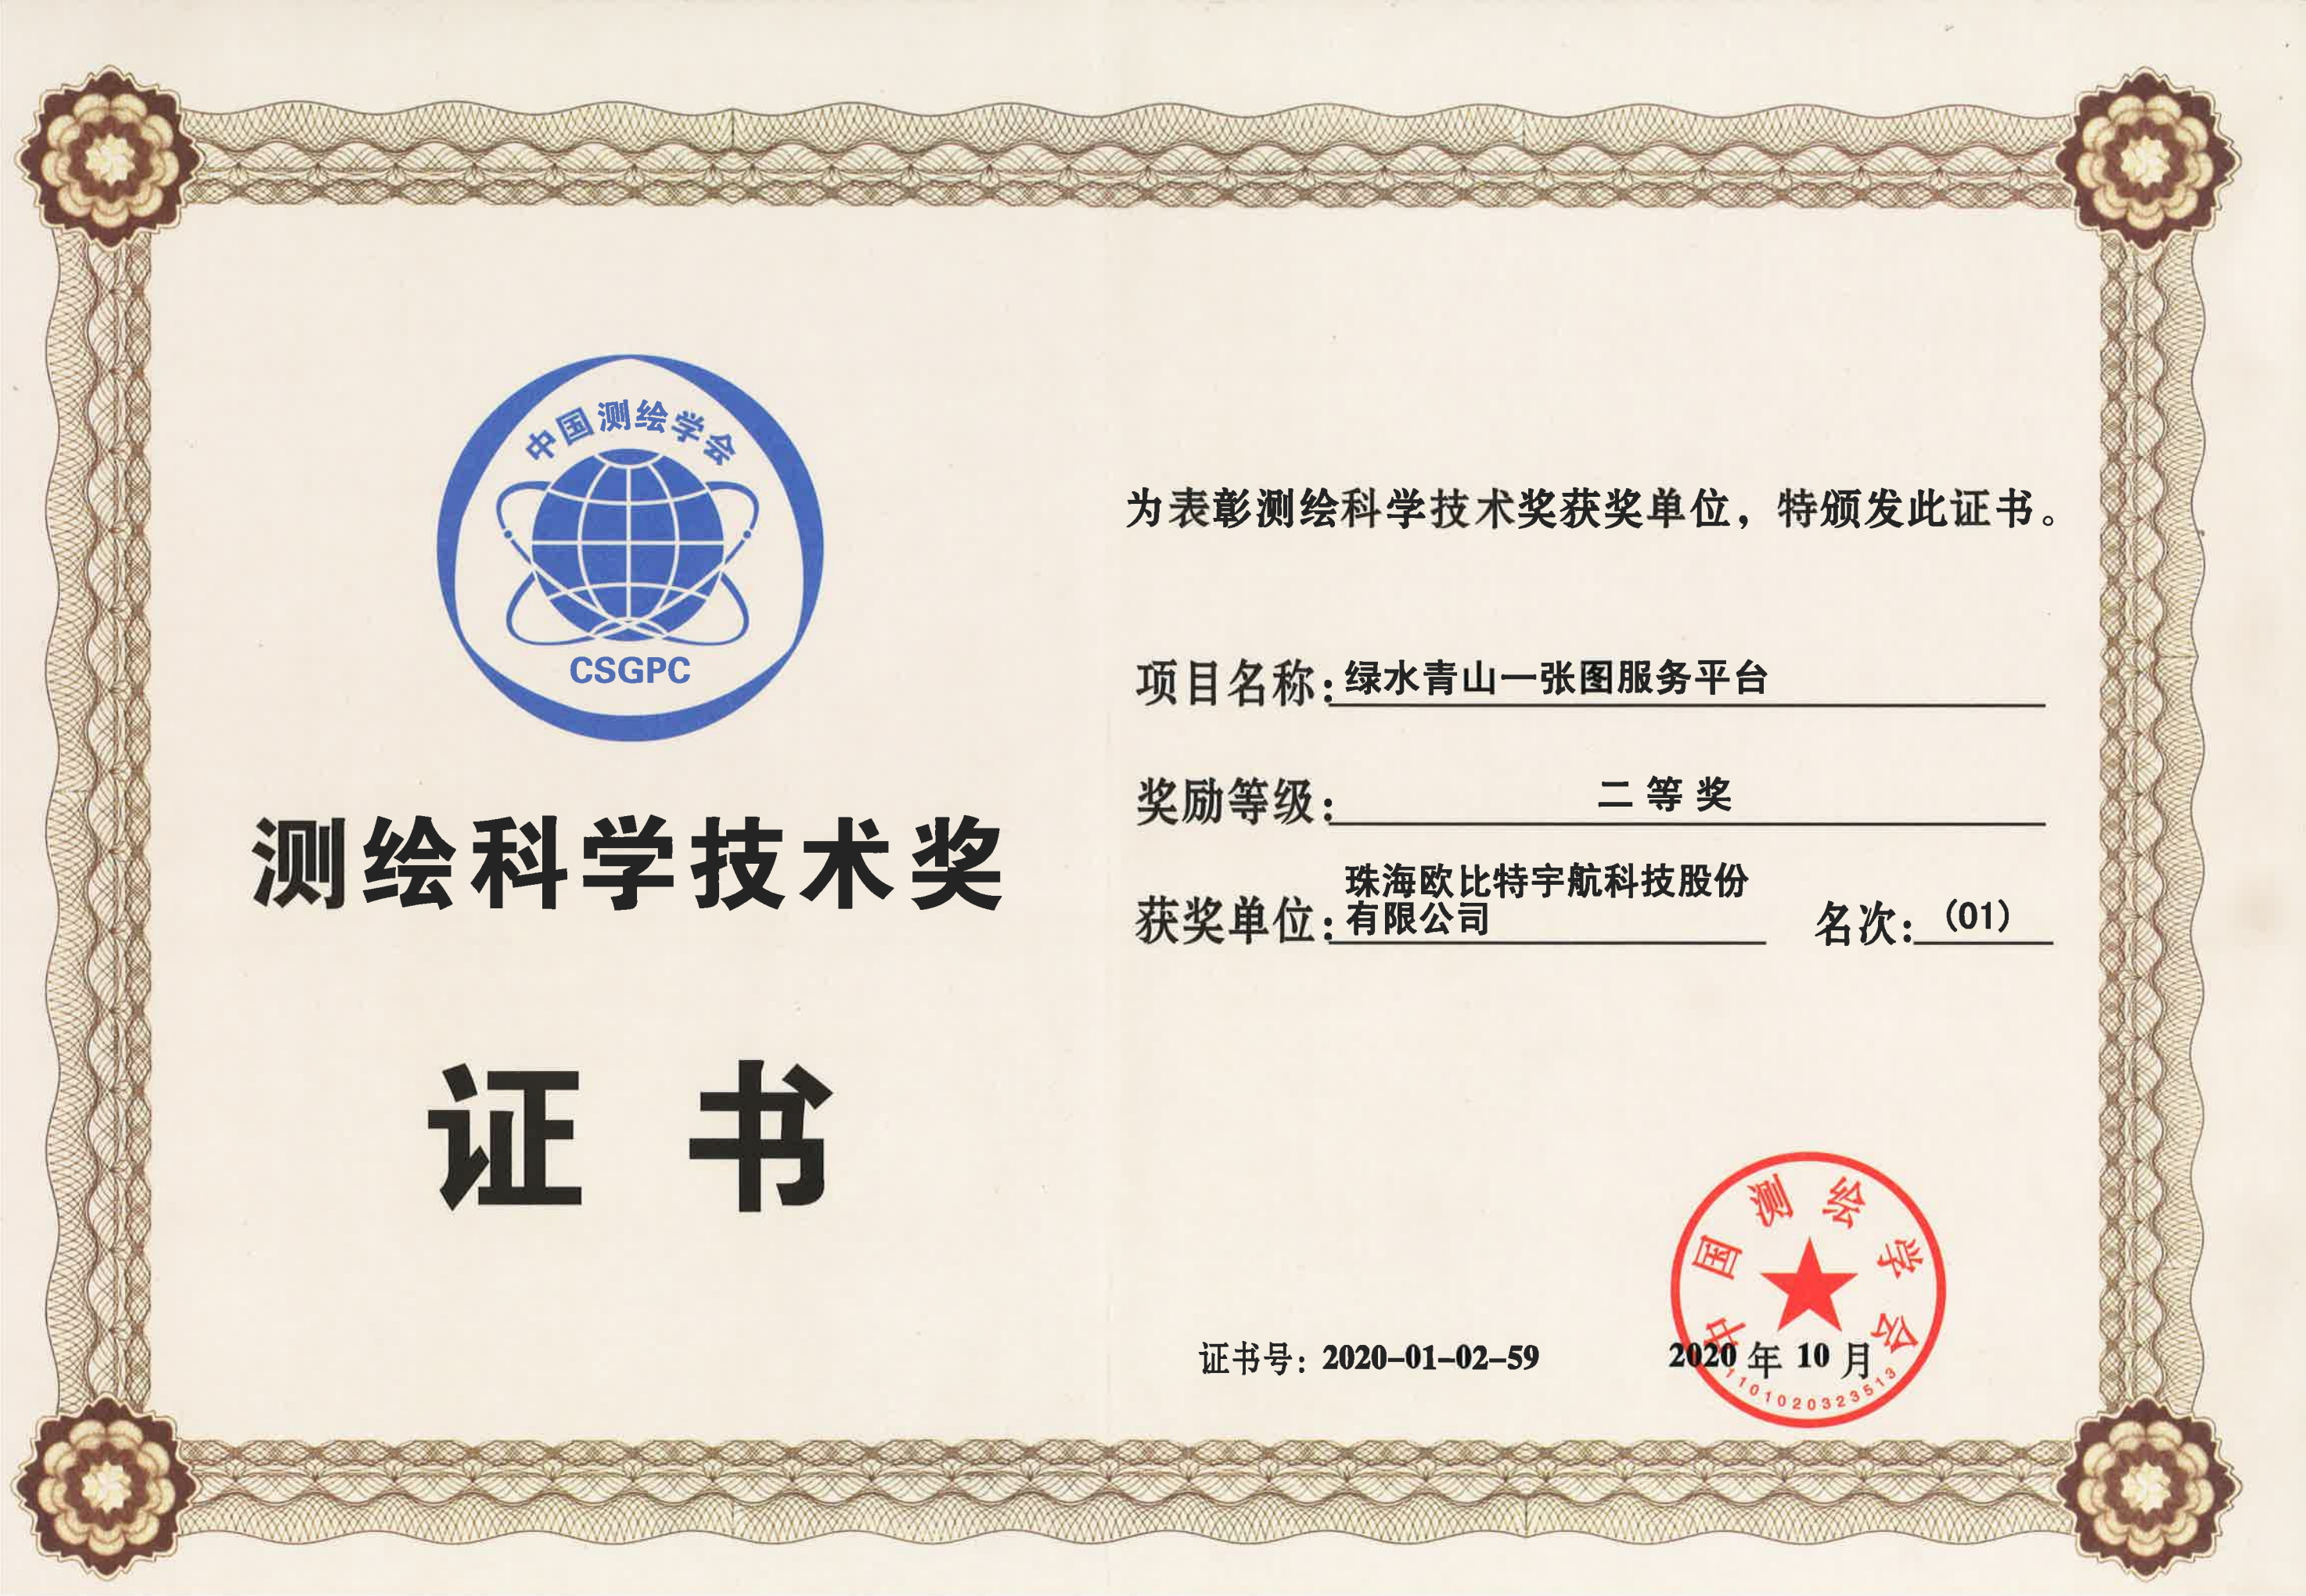 中国测绘学会
CSGPC
测绘科学技术奖
证书
为表彰测绘科学技术奖获奖单位，特颁发此证书。
项目名称：绿水青山一张图服务平台
奖励等级：二等奖
获奖单位：珠海欧比特宇航科技股份
有限公司 名次：(01)
证书号：2020-01-02-59
2020年10月
中国测绘学会
1101020323513